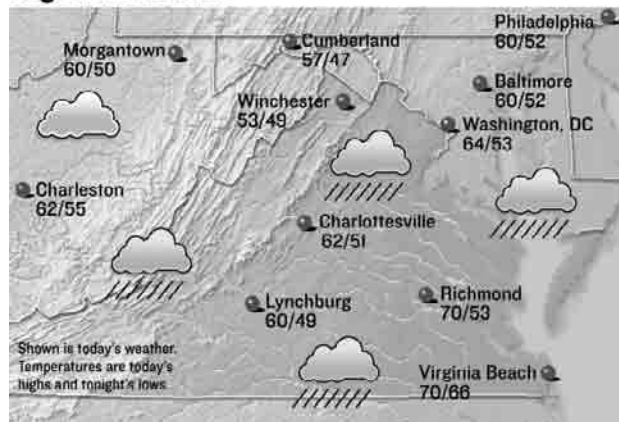 Philadelphia
60/52
Morgantown
60/50
Cumberland
57/47
Baltimore
60/52
Winchester
53/49
Washington, DC
64/53
Charleston
62/55
Charlottesville
62/51
Lynchburg
60/49
Richmond
70/53
Shown is today's weather.
Temperatures are today's
highs and tonight's lows.
Virginia Beach
70/66